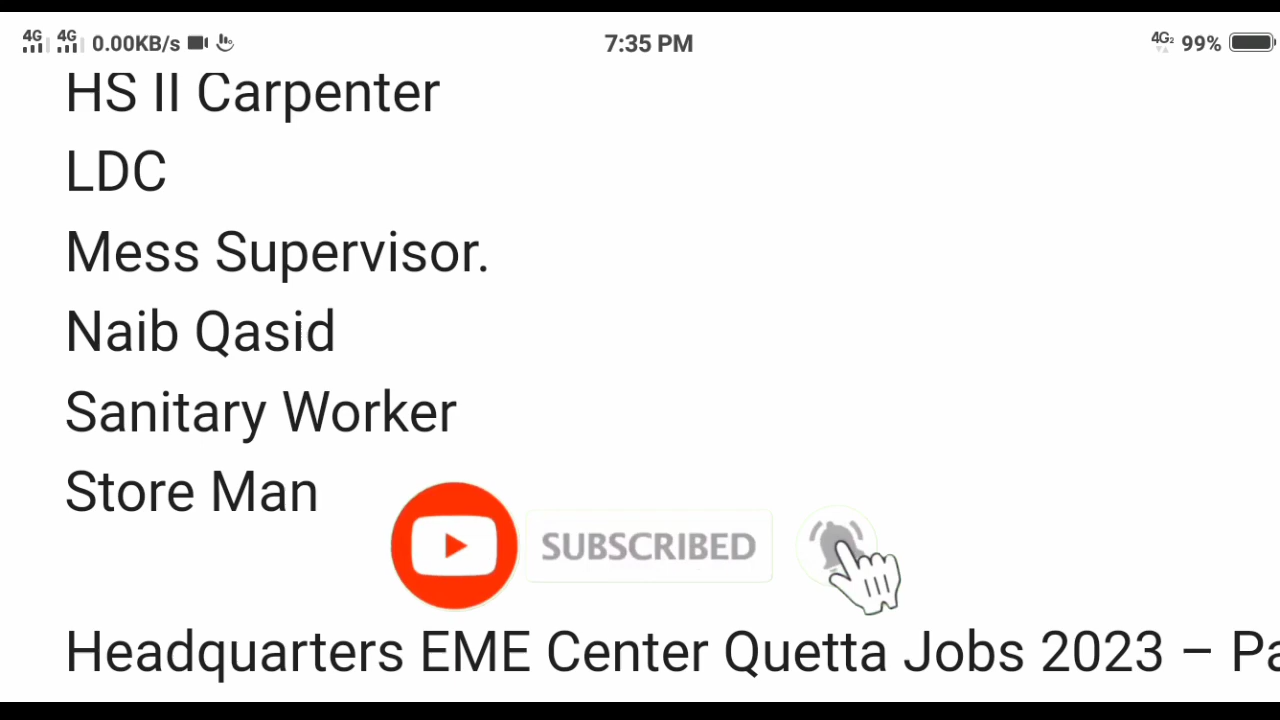 4G 4G 0.00KB/s 7:35 PM 4G2 99%
HS II Carpenter
LDC
Mess Supervisor.
Naib Qasid
Sanitary Worker
Store Man
SUBSCRIBED
Headquarters EME Center Quetta Jobs 2023 – Pa